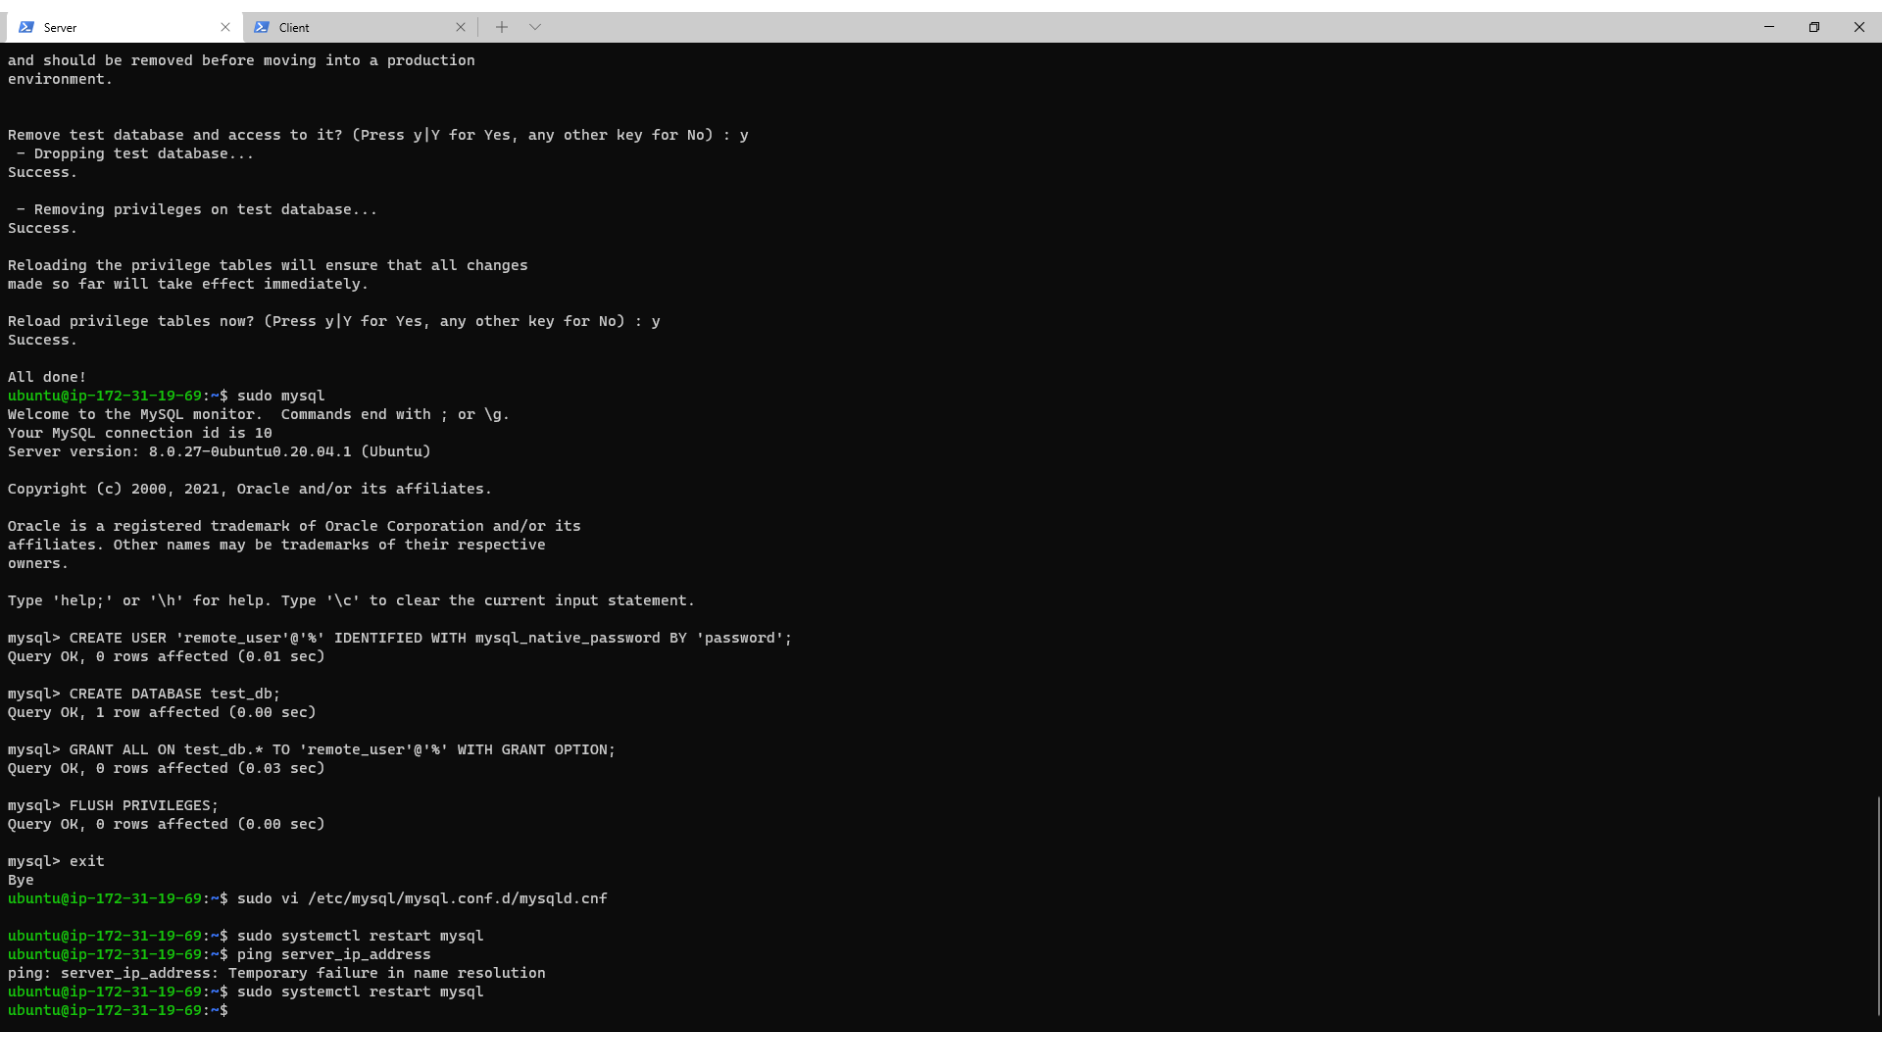 Server
Client
and should be removed before moving into a production
environment.
Remove test database and access to it? (Press y|Y for Yes, any other key for No) : y
 - Dropping test database...
Success.
 - Removing privileges on test database...
Success.
Reloading the privilege tables will ensure that all changes
made so far will take effect immediately.
Reload privilege tables now? (Press y|Y for Yes, any other key for No) : y
Success.
All done!
ubuntu@ip-172-31-19-69:~$ sudo mysql
Welcome to the MySQL monitor.  Commands end with ; or \g.
Your MySQL connection id is 10
Server version: 8.0.27-0ubuntu0.20.04.1 (Ubuntu)
Copyright (c) 2000, 2021, Oracle and/or its affiliates.
Oracle is a registered trademark of Oracle Corporation and/or its
affiliates. Other names may be trademarks of their respective
owners.
Type 'help;' or '\h' for help. Type '\c' to clear the current input statement.
mysql> CREATE USER 'remote_user'@'%' IDENTIFIED WITH mysql_native_password BY 'password';
Query OK, 0 rows affected (0.01 sec)
mysql> CREATE DATABASE test_db;
Query OK, 1 row affected (0.00 sec)
mysql> GRANT ALL ON test_db.* TO 'remote_user'@'%' WITH GRANT OPTION;
Query OK, 0 rows affected (0.03 sec)
mysql> FLUSH PRIVILEGES;
Query OK, 0 rows affected (0.00 sec)
mysql> exit
Bye
ubuntu@ip-172-31-19-69:~$ sudo vi /etc/mysql/mysql.conf.d/mysqld.cnf
ubuntu@ip-172-31-19-69:~$ sudo systemctl restart mysql
ubuntu@ip-172-31-19-69:~$ ping server_ip_address
ping: server_ip_address: Temporary failure in name resolution
ubuntu@ip-172-31-19-69:~$ sudo systemctl restart mysql
ubuntu@ip-172-31-19-69:~$